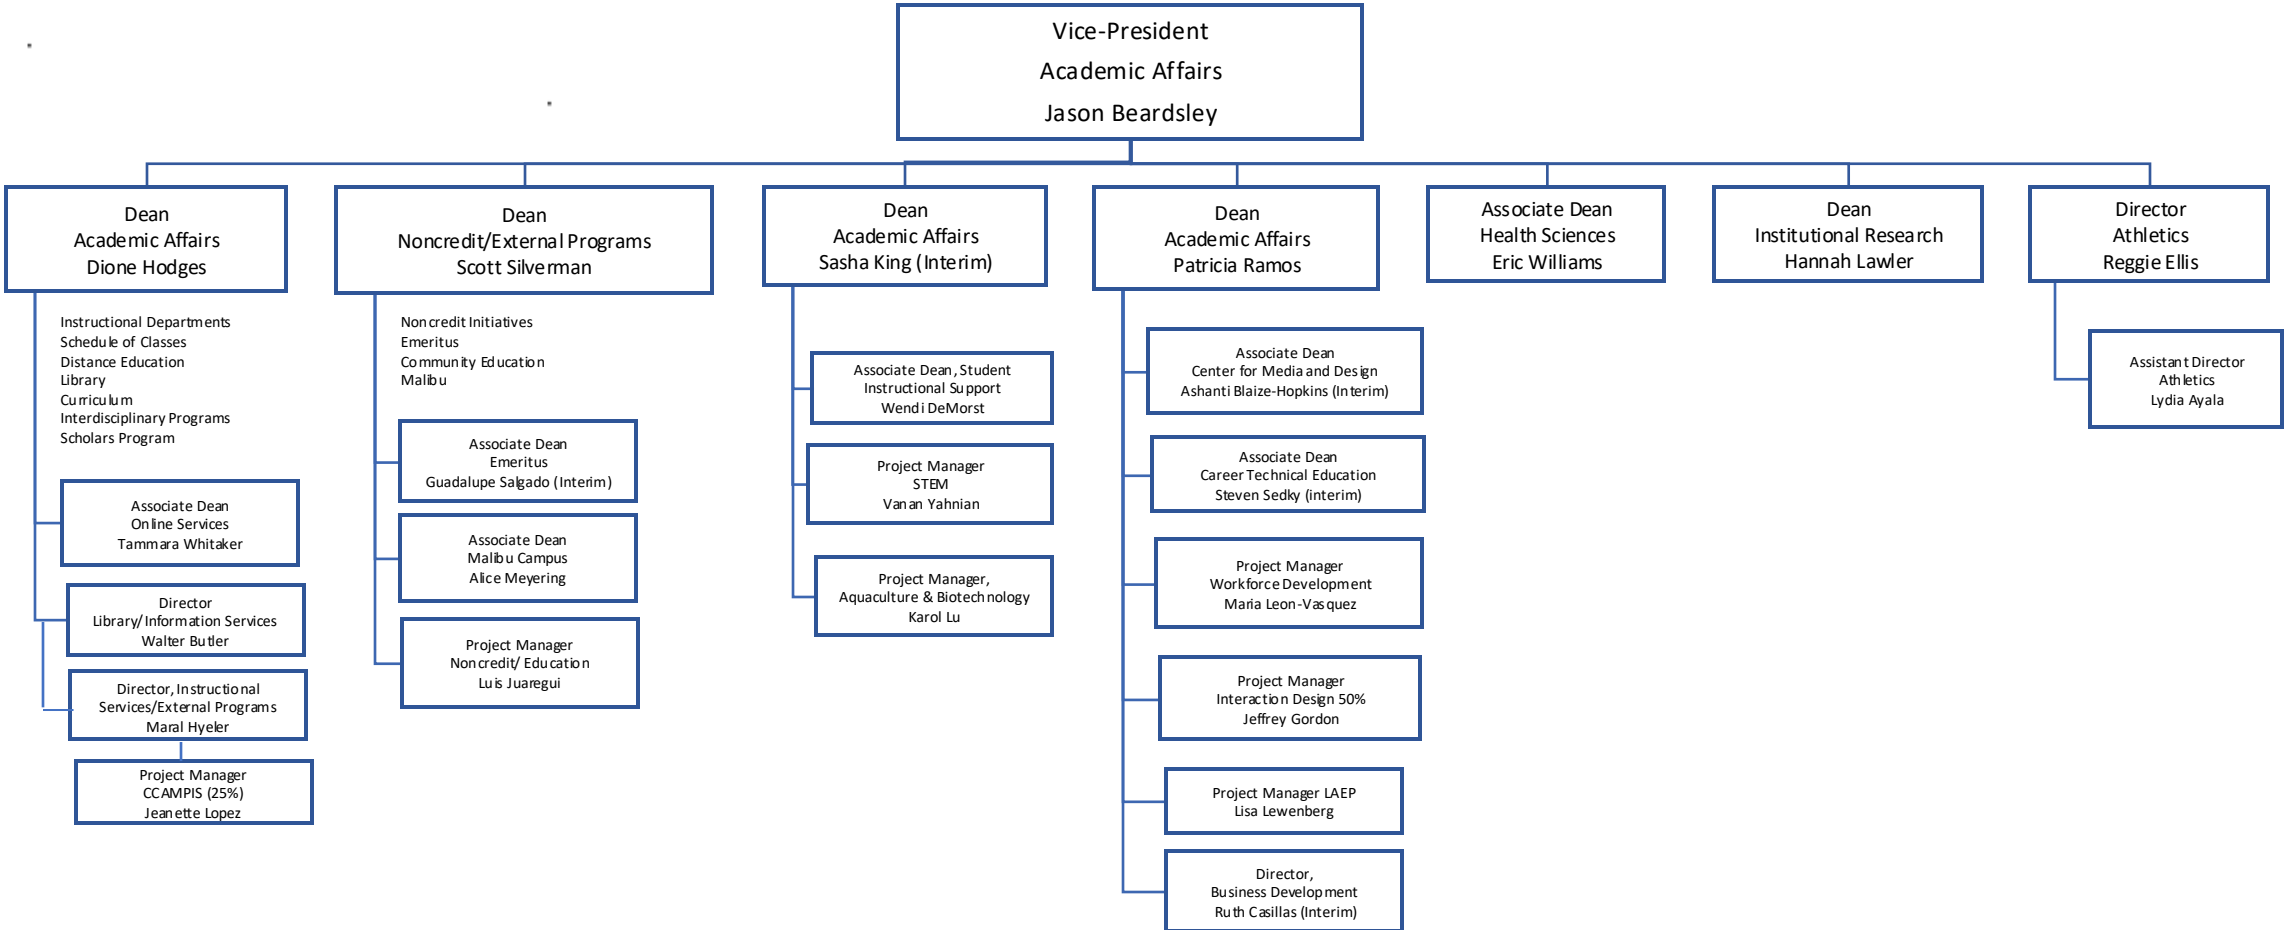 Vice-President
Academic Affairs
Jason Beardsley
Dean
Academic Affairs
Dione Hodges
Instructional Departments
Schedule of Classes
Distance Education
Library
Curriculum
Interdisciplinary Programs
Scholars Program
Associate Dean
Online Services
Tammara Whitaker
Director
Library/Information Services
Walter Butler
Director, Instructional
Services/External Programs
Maral Hyeler
Project Manager
CCAMPIS (25%)
Jeanette Lopez
Dean
Noncredit/External Programs
Scott Silverman
Noncredit Initiatives
Emeritus
Community Education
Malibu
Associate Dean
Emeritus
Guadalupe Salgado (Interim)
Associate Dean
Malibu Campus
Alice Meyering
Project Manager
Noncredit/ Education
Luis Juaregui
Dean
Academic Affairs
Sasha King (Interim)
Associate Dean, Student
Instructional Support
Wendi DeMorst
Project Manager
STEM
Vanan Yahnian
Project Manager,
Aquaculture & Biotechnology
Karol Lu
Dean
Academic Affairs
Patricia Ramos
Associate Dean
Center for Media and Design
Ashanti Blaize-Hopkins (Interim)
Associate Dean
Career Technical Education
Steven Sedky (interim)
Project Manager
Workforce Development
Maria Leon-Vasquez
Project Manager
Interaction Design 50%
Jeffrey Gordon
Project Manager LAEP
Lisa Lewenberg
Director,
Business Development
Ruth Casillas (Interim)
Associate Dean
Health Sciences
Eric Williams
Dean
Institutional Research
Hannah Lawler
Director
Athletics
Reggie Ellis
Assistant Director
Athletics
Lydia Ayala